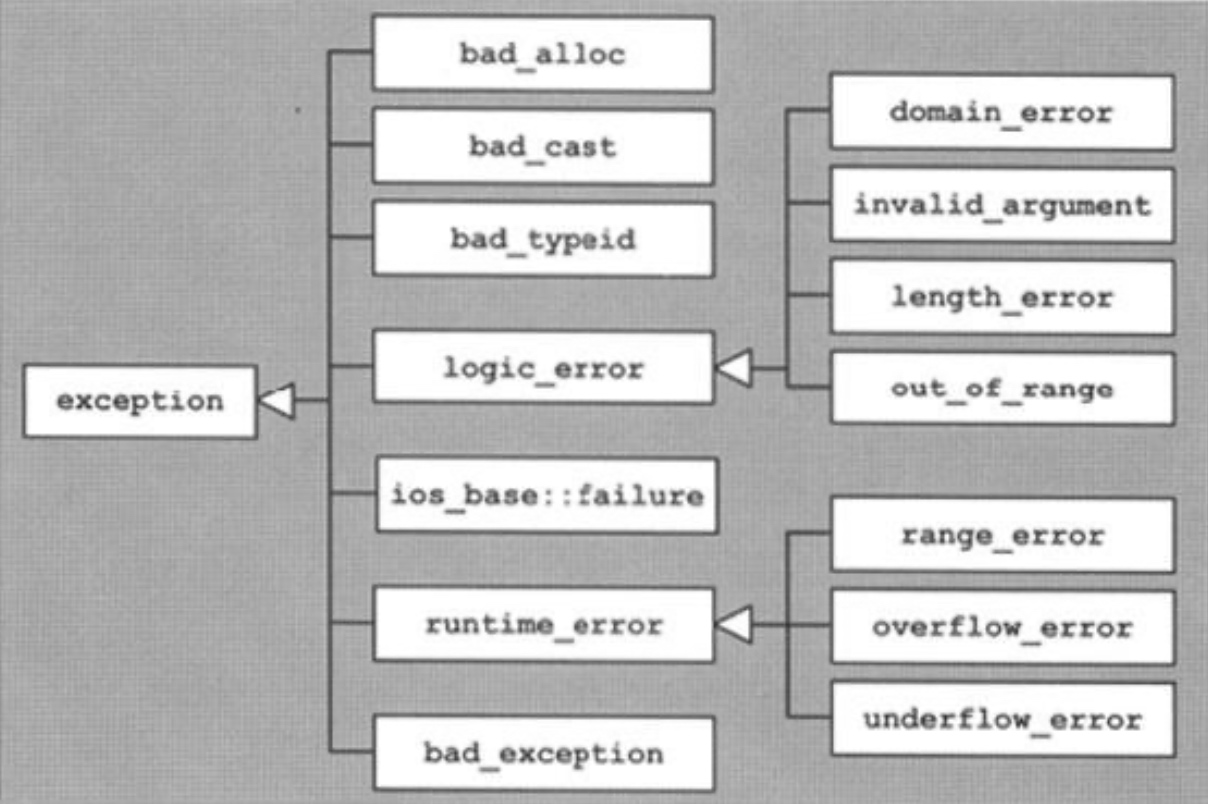 exception
bad_alloc
bad_cast
bad_typeid
logic_error
ios_base::failure
runtime_error
bad_exception
domain_error
invalid_argument
length_error
out_of_range
range_error
overflow_error
underflow_error